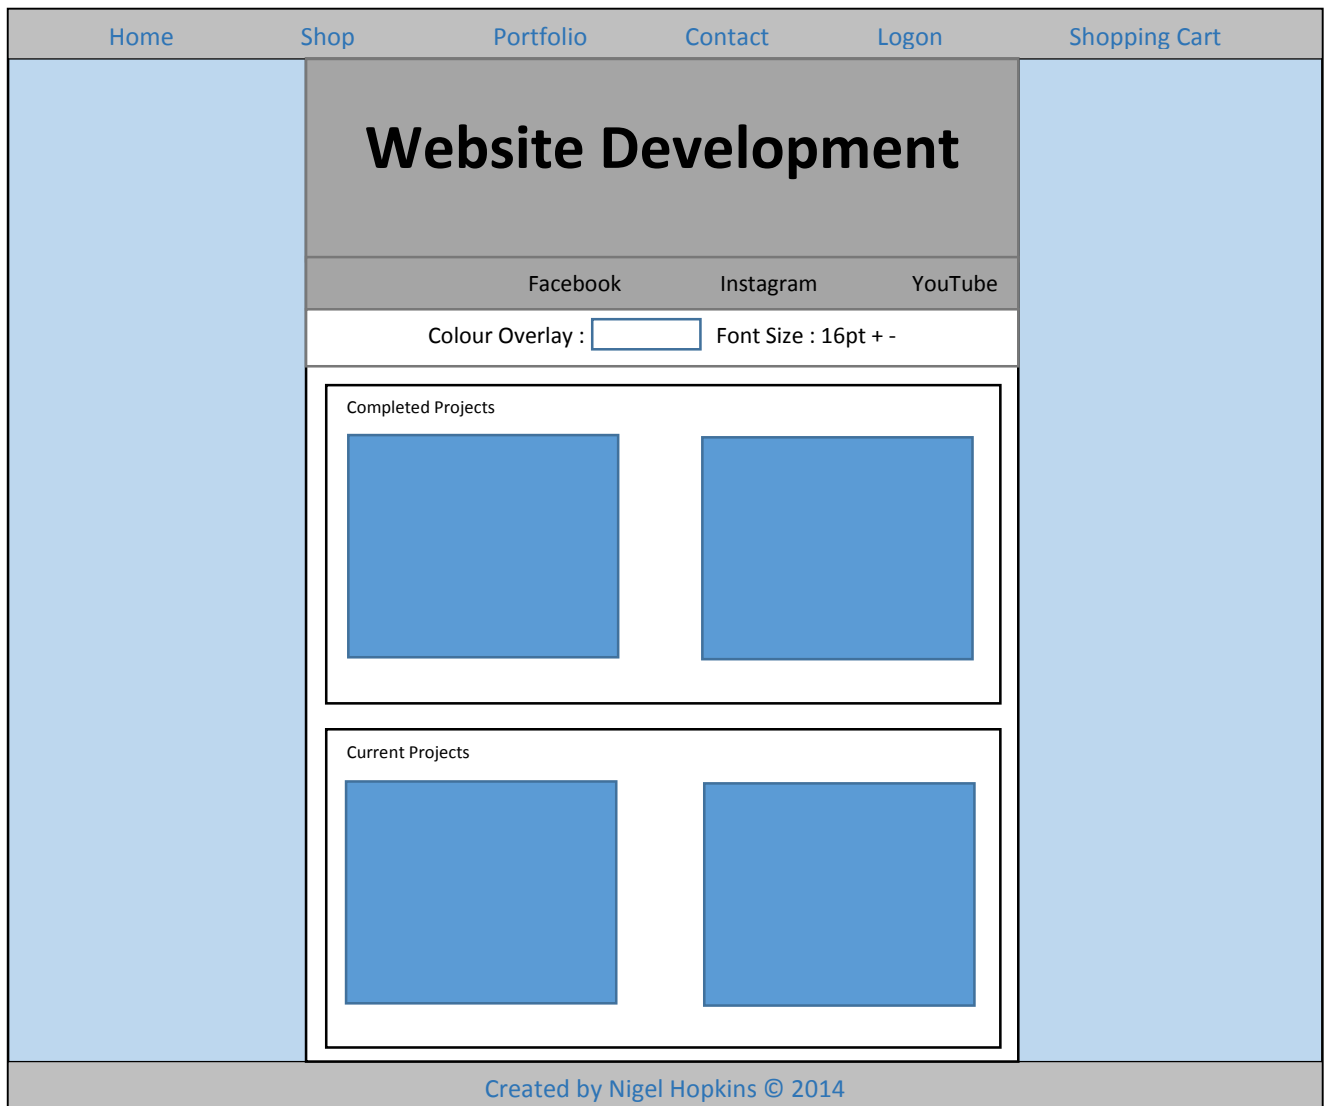 Home Shop Portfolio Contact Logon Shopping Cart
Website Development
Facebook Instagram YouTube
Colour Overlay : Font Size : 16pt + -
Completed Projects
Current Projects
Created by Nigel Hopkins © 2014